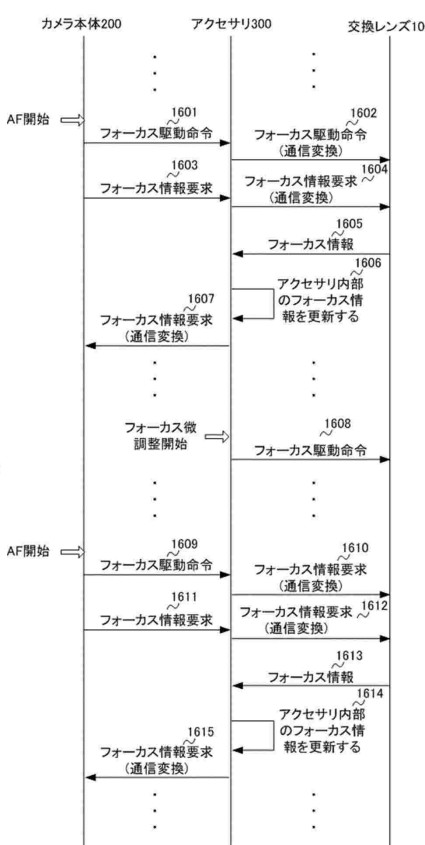 カメラ本体200
アクセサリ300
交換レンズ10
AF開始
1601
フォーカス駆動命令
1602
フォーカス駆動命令
(通信変換)
1603
フォーカス情報要求
1604
フォーカス情報要求
(通信変換)
1605
フォーカス情報
1606
アクセサリ内部
のフォーカス情
報を更新する
1607
フォーカス情報要求
(通信変換)
フォーカス微
調整開始
1608
フォーカス駆動命令
AF開始
1609
フォーカス駆動命令
1610
フォーカス情報要求
(通信変換)
1611
フォーカス情報要求
1612
フォーカス情報要求
(通信変換)
1613
フォーカス情報
1614
アクセサリ内部
のフォーカス情
報を更新する
1615
フォーカス情報要求
(通信変換)